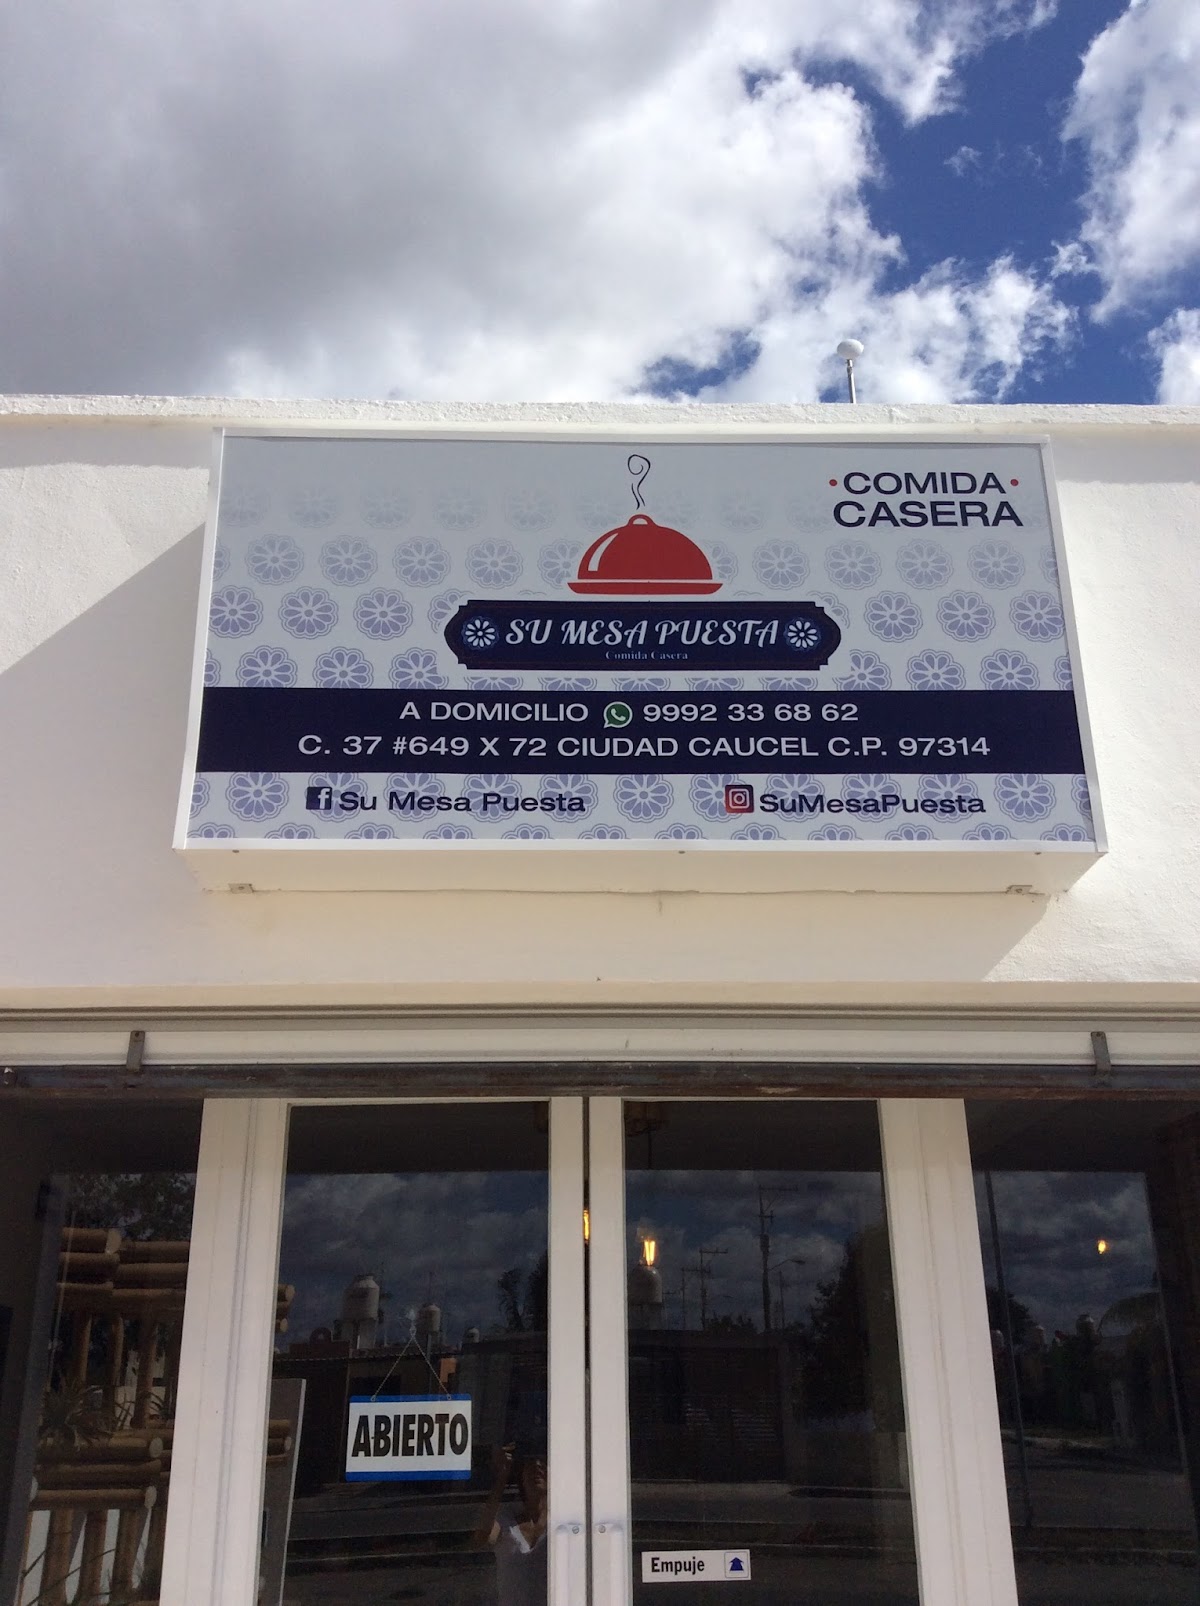 ·COMIDA·
CASERA
SU MESA PUESTA
Comida Casera
A DOMICILIO 9992 33 68 62
C. 37 #649 X 72 CIUDAD CAUCEL C.P. 97314
Su Mesa Puesta
SuMesaPuesta
ABIERTO
Empuje